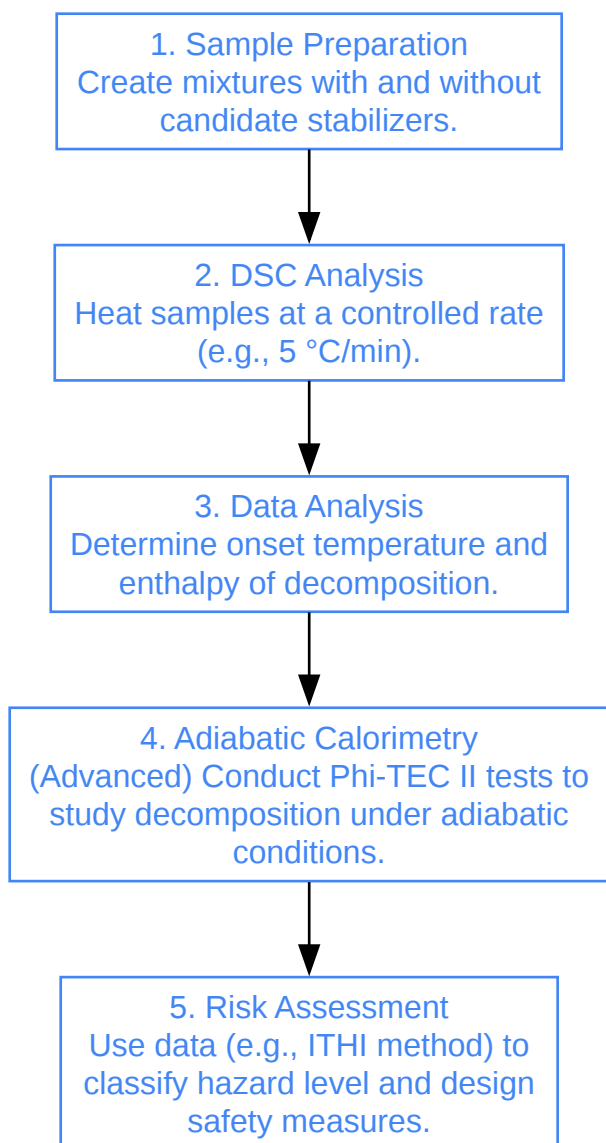 1. Sample Preparation
Create mixtures with and without
candidate stabilizers.
2. DSC Analysis
Heat samples at a controlled rate
(e.g., 5 °C/min).
3. Data Analysis
Determine onset temperature and
enthalpy of decomposition.
4. Adiabatic Calorimetry
(Advanced) Conduct Phi-TEC II tests to
study decomposition under adiabatic
conditions.
5. Risk Assessment
Use data (e.g., ITHI method) to
classify hazard level and design
safety measures.